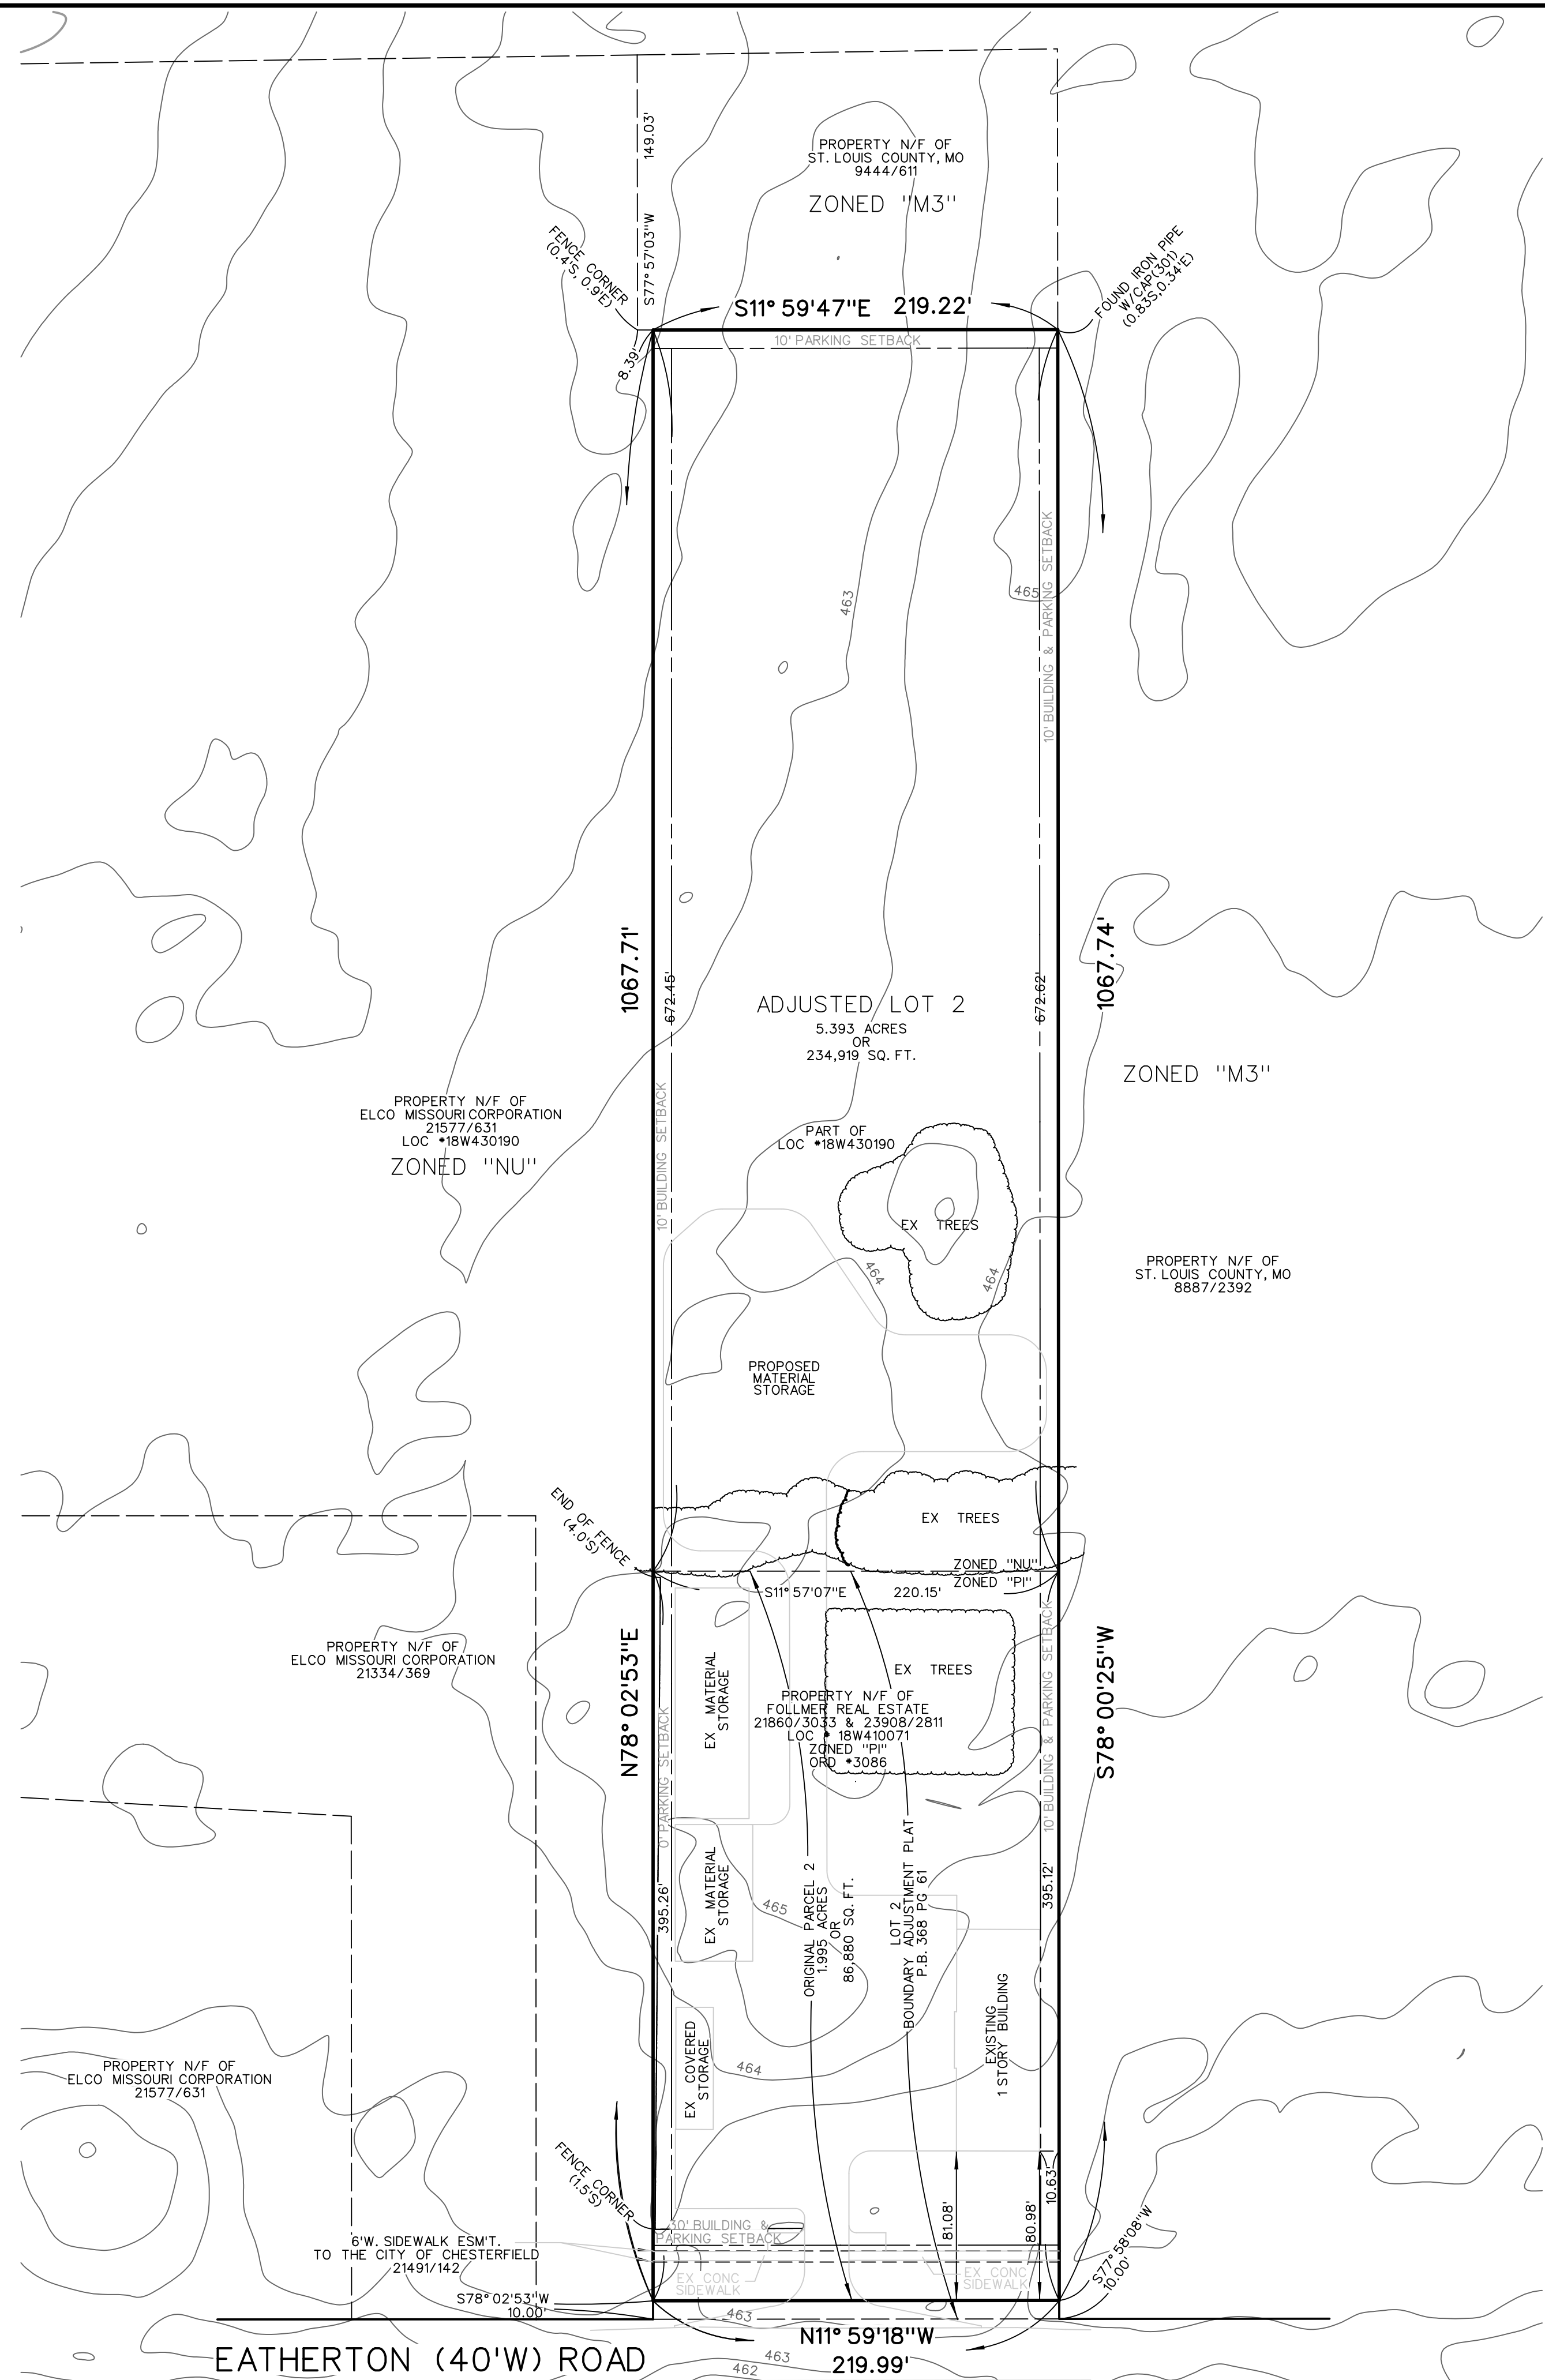 149.03'
S77°57'03"W
PROPERTY N/F OF
ST. LOUIS COUNTY, MO
9444/611
ZONED "M3"
FENCE CORNER
(0.4'S, 0.9'E)
FOUND IRON PIPE
W/CAP(301)
(0.83S,0.34'E)
S11°59'47"E 219.22'
10' PARKING SETBACK
8.39'
463
465
10' BUILDING & PARKING SETBACK
1067.71'
672.45'
672.62'
1067.74'
ADJUSTED LOT 2
5.393 ACRES
OR
234,919 SQ. FT.
ZONED "M3"
PROPERTY N/F OF
ELCO MISSOURI CORPORATION
21577/631
LOC #18W430190
ZONED "NU"
10' BUILDING SETBACK
PART OF
LOC #18W430190
EX TREES
464
464
PROPERTY N/F OF
ST. LOUIS COUNTY, MO
8887/2392
PROPOSED
MATERIAL
STORAGE
END OF FENCE
(4.0'S)
EX TREES
ZONED "NU"
ZONED "PI"
S11°57'07"E 220.15'
N78°02'53"E
S78°00'25"W
PROPERTY N/F OF
ELCO MISSOURI CORPORATION
21334/369
EX MATERIAL
STORAGE
EX TREES
PROPERTY N/F OF
FOLLMER REAL ESTATE
21860/3033 & 23908/2811
LOC # 18W410071
ZONED "PI"
ORD #3086
0' PARKING SETBACK
10' BUILDING & PARKING SETBACK
395.26'
395.12'
EX MATERIAL
STORAGE
465
ORIGINAL PARCEL 2
1.995 ACRES
OR
86,880 SQ. FT.
LOT 2
BOUNDARY ADJUSTMENT PLAT
P.B. 368 PG 61
EXISTING
1 STORY BUILDING
EX COVERED
STORAGE
464
PROPERTY N/F OF
ELCO MISSOURI CORPORATION
21577/631
FENCE CORNER
(1.5'S)
81.08'
80.98'
10.63'
30' BUILDING &
PARKING SETBACK
6'W. SIDEWALK ESM'T.
TO THE CITY OF CHESTERFIELD
21491/142
EX CONC
SIDEWALK
EX CONC
SIDEWALK
S77°58'08"W
10.00'
S78°02'53"W
10.00'
463
EATHERTON (40'W) ROAD
N11°59'18"W
219.99'
463
462